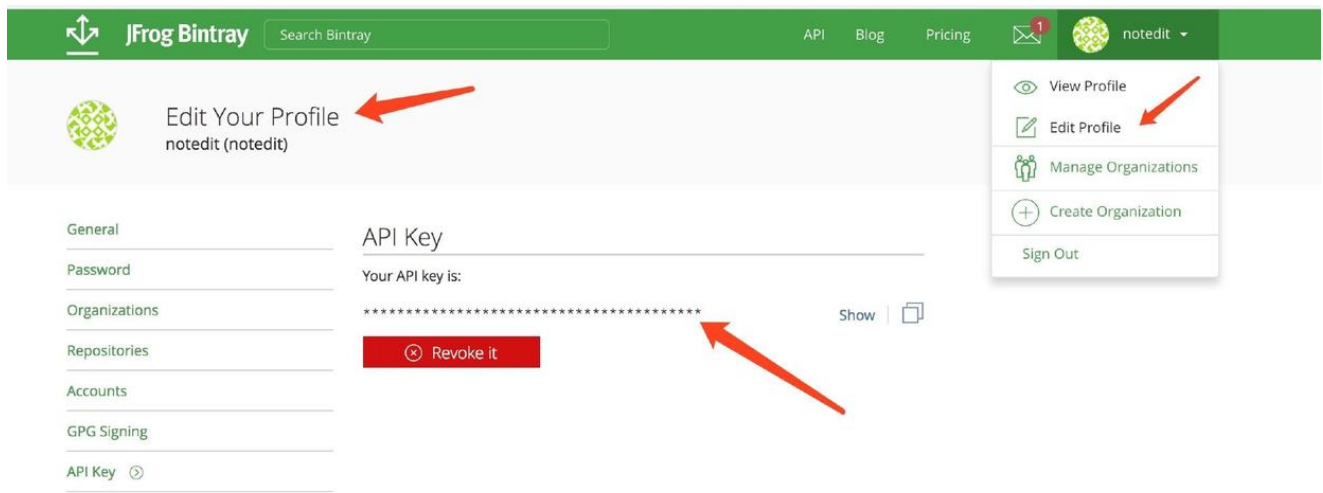 JFrog Bintray
Search Bintray
API Blog Pricing 1 notedit
View Profile
Edit Profile
Manage Organizations
Create Organization
Sign Out
Edit Your Profile
notedit (notedit)
General
Password
Organizations
Repositories
Accounts
GPG Signing
API Key
API Key
Your API key is:
****************************************
Show
Revoke it